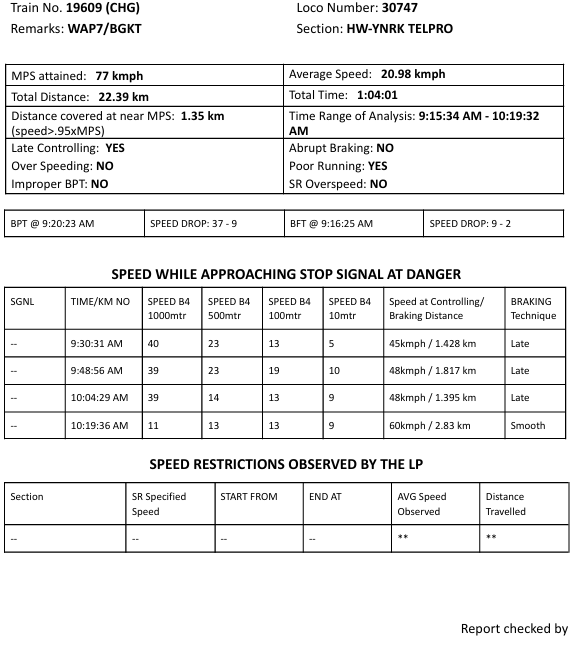 Train No. 19609 (CHG) Loco Number: 30747
Remarks: WAP7/BGKT Section: HW-YNRK TELPRO
MPS attained: 77 kmph Average Speed: 20.98 kmph
Total Distance: 22.39 km Total Time: 1:04:01
Distance covered at near MPS: 1.35 km Time Range of Analysis: 9:15:34 AM - 10:19:32
(speed>.95xMPS) AM
Late Controlling: YES Abrupt Braking: NO
Over Speeding: NO Poor Running: YES
Improper BPT: NO SR Overspeed: NO
BPT @ 9:20:23 AM SPEED DROP: 37 - 9 BFT @ 9:16:25 AM SPEED DROP: 9 - 2
SPEED WHILE APPROACHING STOP SIGNAL AT DANGER
SGNL TIME/KM NO SPEED B4 SPEED B4 SPEED B4 SPEED B4 Speed at Controlling/ BRAKING
1000mtr 500mtr 100mtr 10mtr Braking Distance Technique
-- 9:30:31 AM 40 23 13 5 45kmph / 1.428 km Late
-- 9:48:56 AM 39 23 19 10 48kmph / 1.817 km Late
-- 10:04:29 AM 39 14 13 9 48kmph / 1.395 km Late
-- 10:19:36 AM 11 13 13 9 60kmph / 2.83 km Smooth
SPEED RESTRICTIONS OBSERVED BY THE LP
Section SR Specified START FROM END AT AVG Speed Distance
Speed Observed Travelled
-- -- -- -- ** **
Report checked by